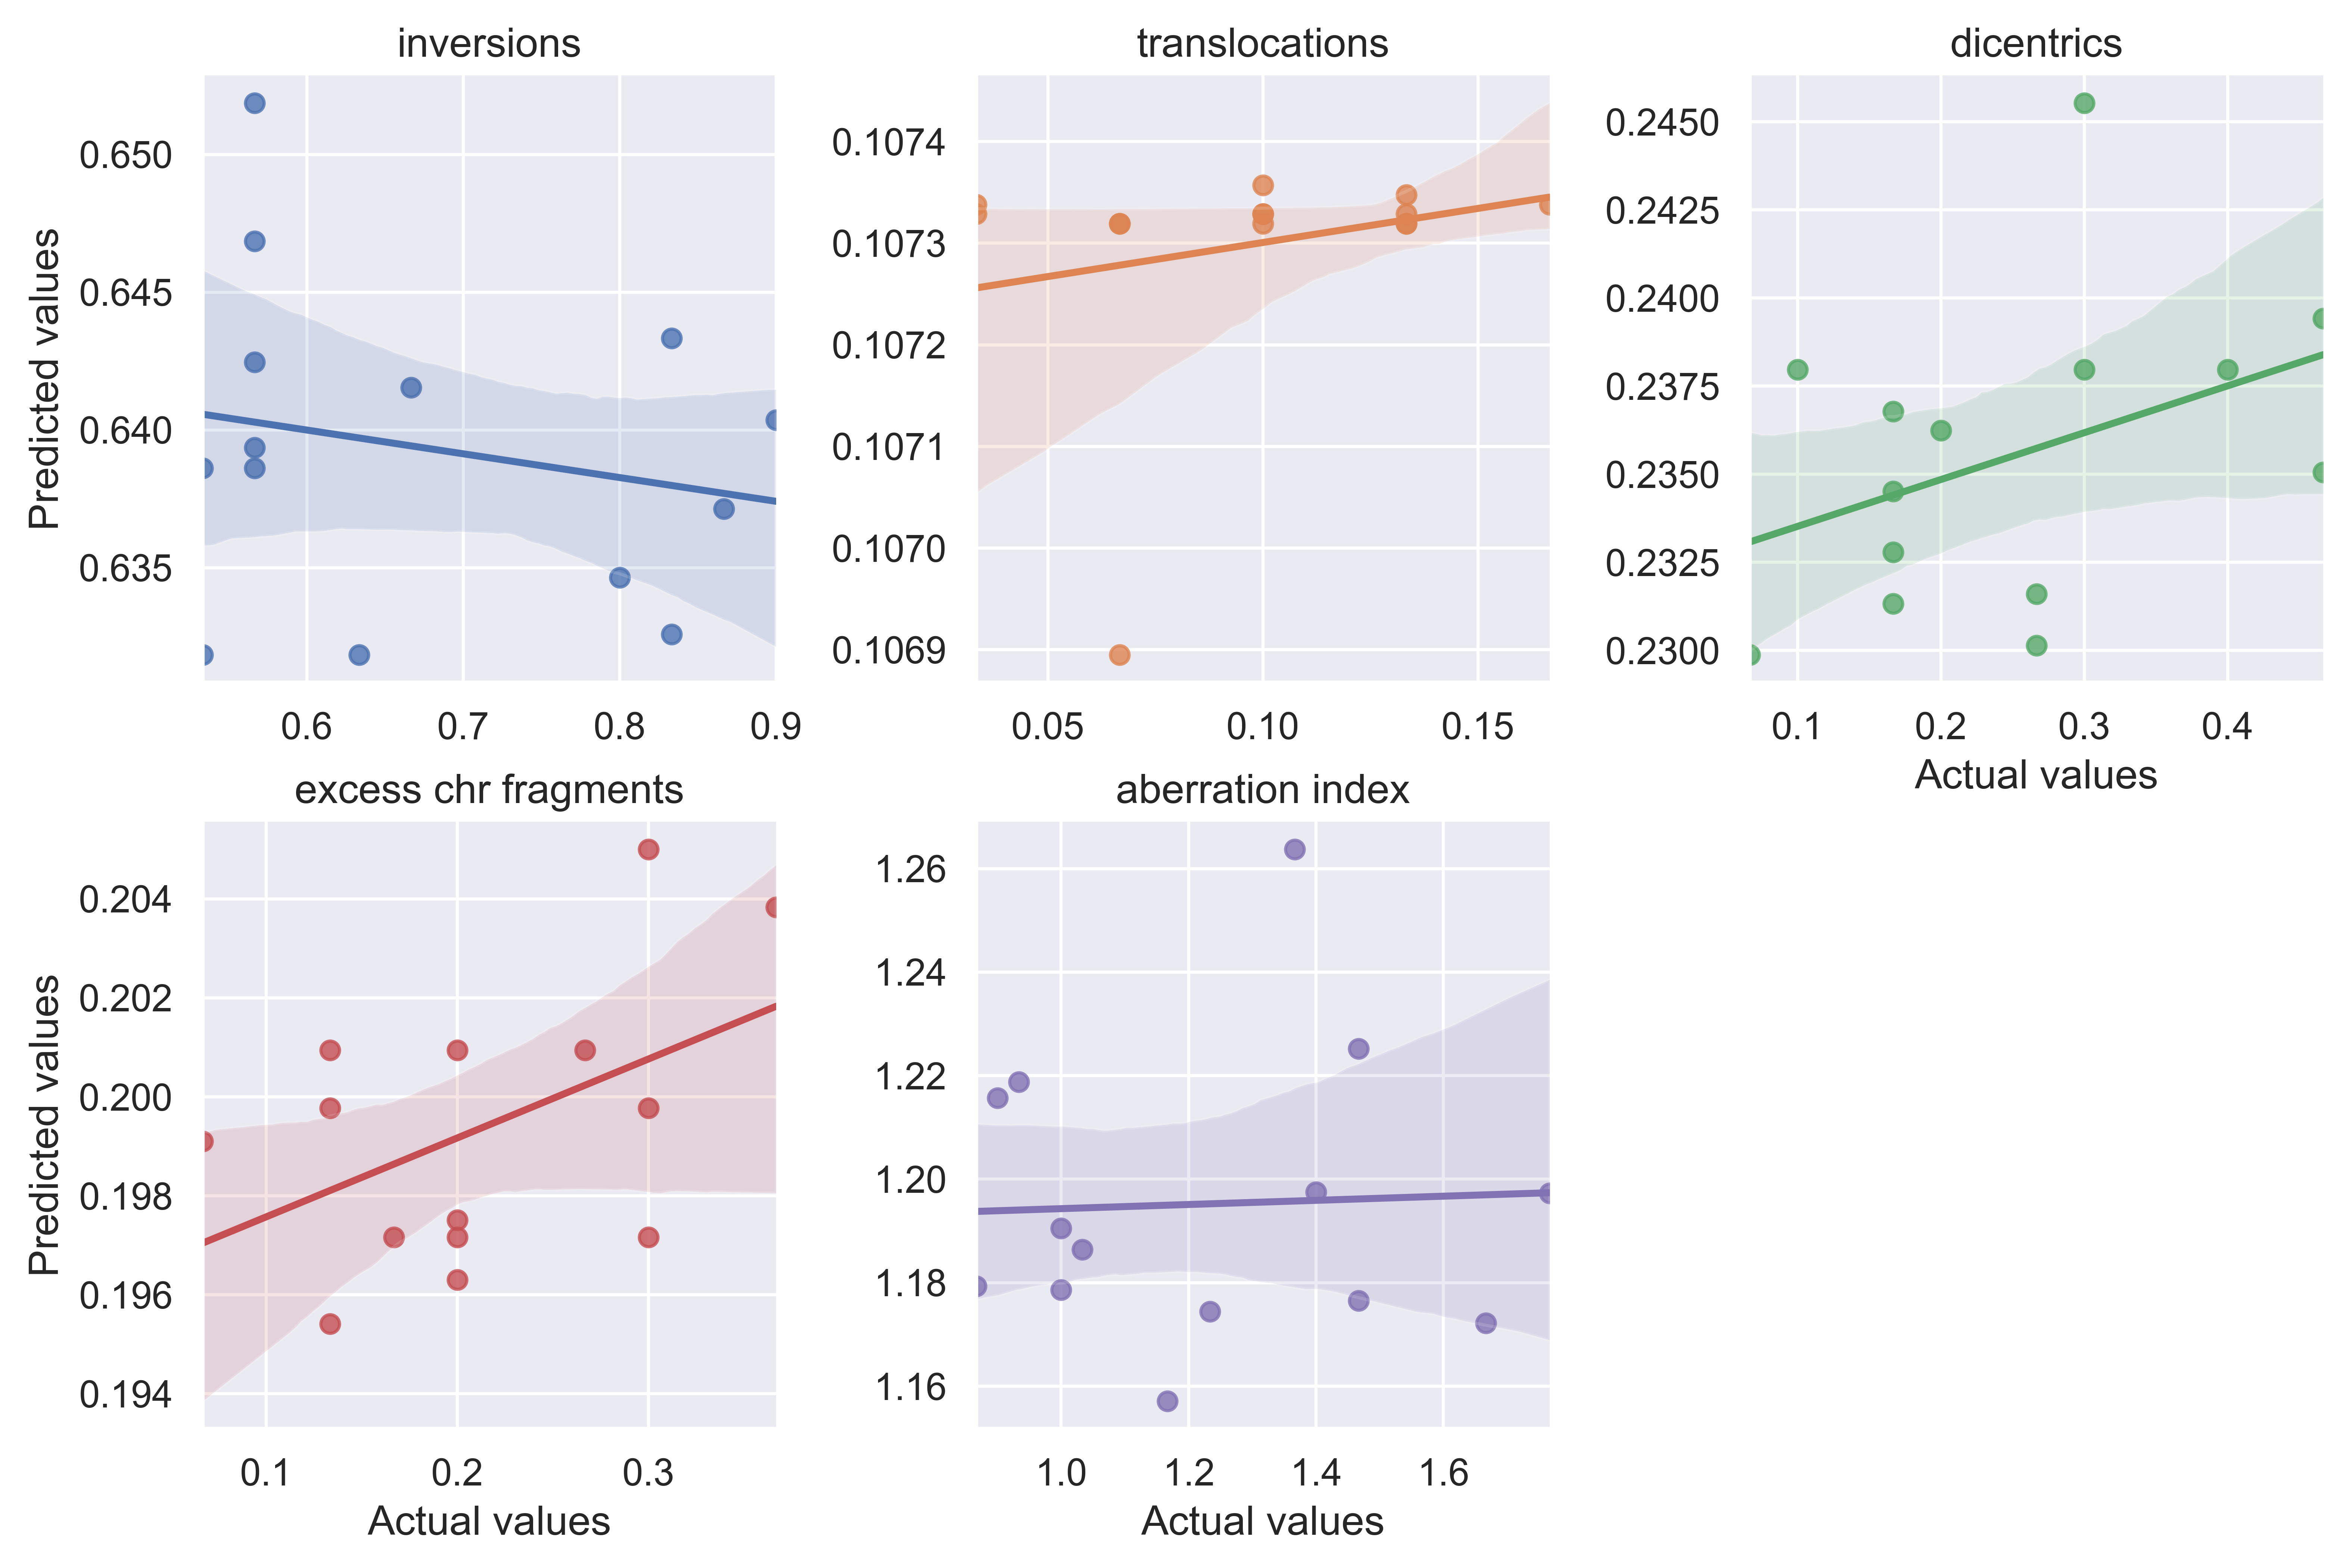 inversions
translocations
dicentrics
Predicted values
0.650
0.645
0.640
0.635
0.6 0.7 0.8 0.9
0.1074
0.1073
0.1072
0.1071
0.1070
0.1069
0.05 0.10 0.15
0.2450
0.2425
0.2400
0.2375
0.2350
0.2325
0.2300
0.1 0.2 0.3 0.4
Actual values
excess chr fragments
aberration index
Predicted values
0.204
0.202
0.200
0.198
0.196
0.194
0.1 0.2 0.3
Actual values
1.26
1.24
1.22
1.20
1.18
1.16
1.0 1.2 1.4 1.6
Actual values